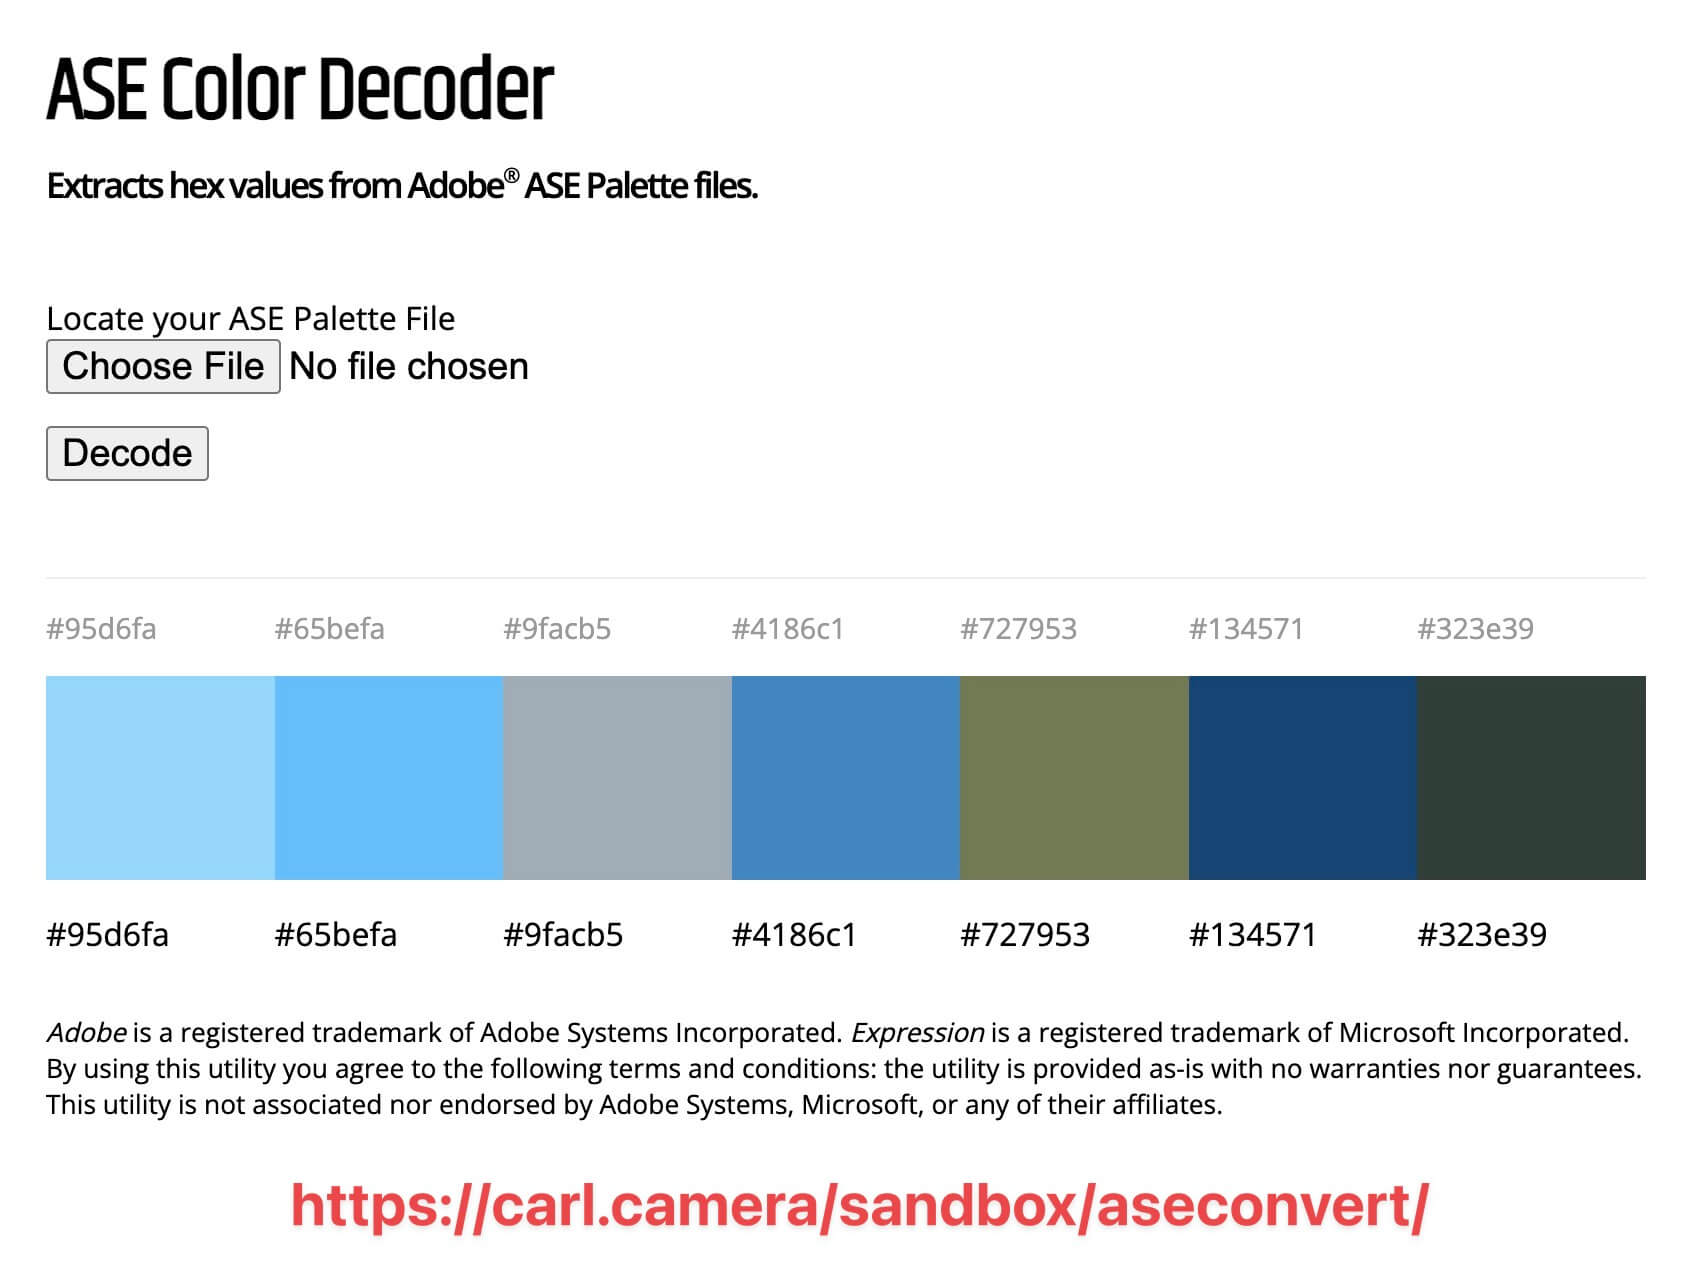 ASE Color Decoder
Extracts hex values from Adobe® ASE Palette files.
Locate your ASE Palette File
Choose File No file chosen
Decode
#95d6fa #65befa #9facb5 #4186c1 #727953 #134571 #323e39
#95d6fa #65befa #9facb5 #4186c1 #727953 #134571 #323e39
Adobe is a registered trademark of Adobe Systems Incorporated. Expression is a registered trademark of Microsoft Incorporated.
By using this utility you agree to the following terms and conditions: the utility is provided as-is with no warranties nor guarantees.
This utility is not associated nor endorsed by Adobe Systems, Microsoft, or any of their affiliates.
https://carl.camera/sandbox/aseconvert/